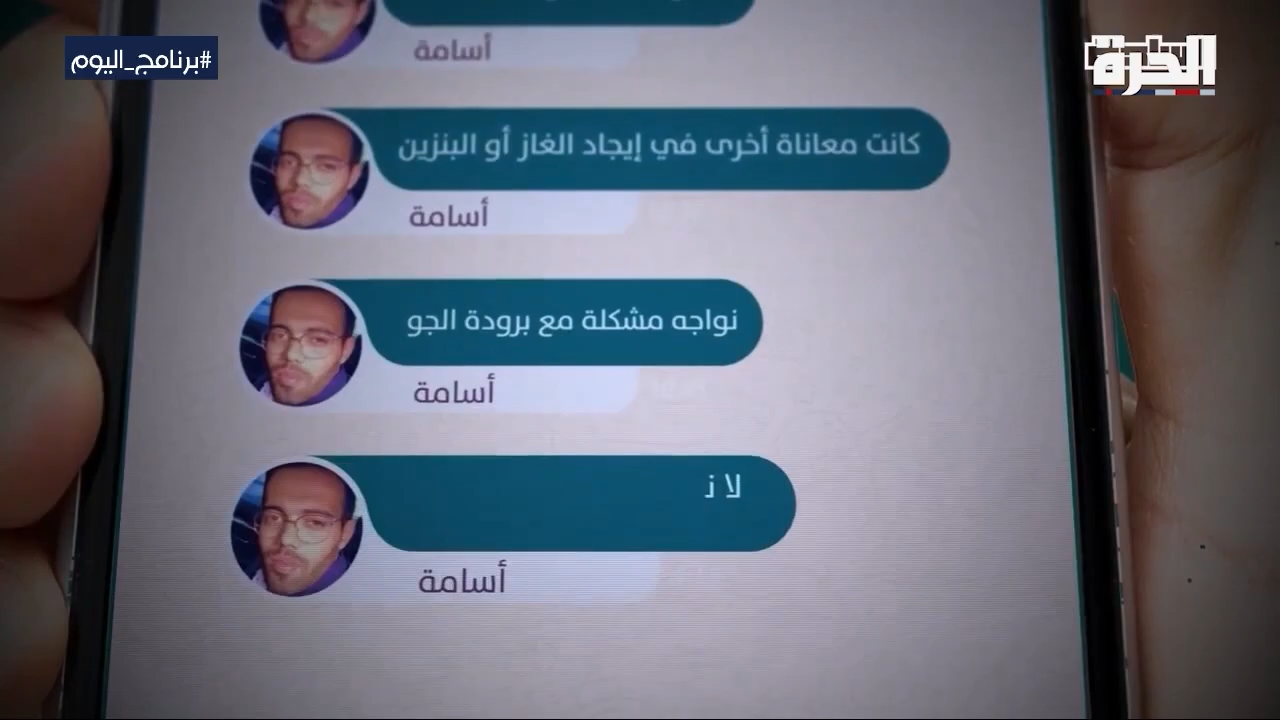 #برنامج_اليوم
الحرة
أسامة
كانت معاناة أخرى في إيجاد الغاز أو البنزين
أسامة
نواجه مشكلة مع برودة الجو
أسامة
لا ن
أسامة